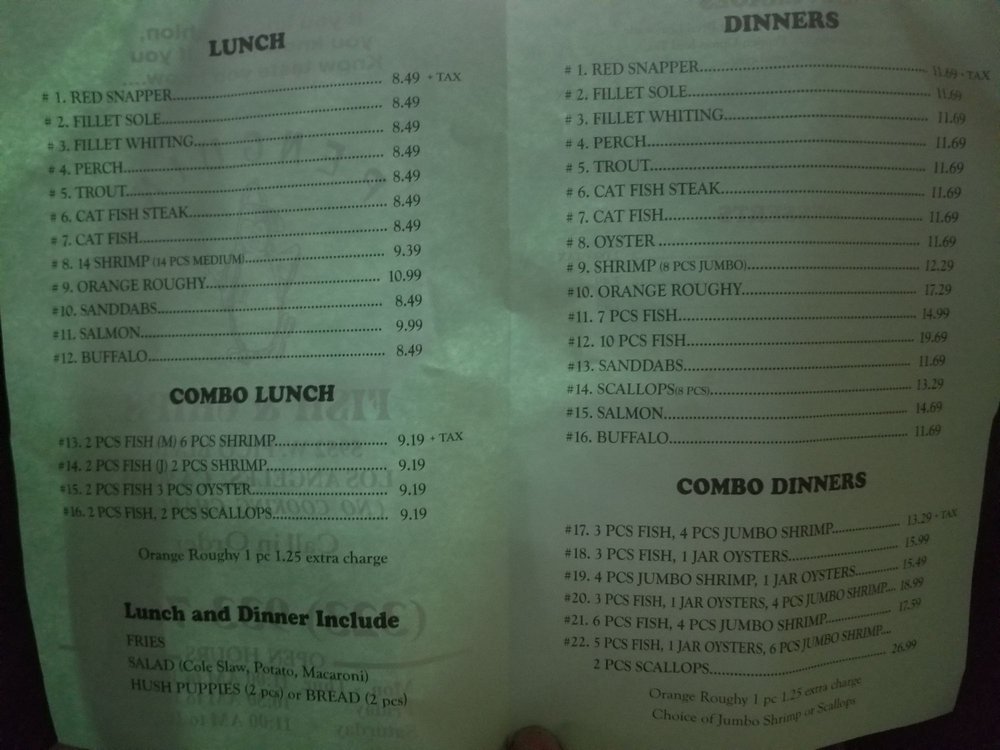 LUNCH
# 1. RED SNAPPER 8.49 + TAX
# 2. FILLET SOLE 8.49
# 3. FILLET WHITING 8.49
# 4. PERCH 8.49
# 5. TROUT 8.49
# 6. CAT FISH STEAK 8.49
# 7. CAT FISH 8.49
# 8. 14 SHRIMP (14 PCS MEDIUM) 9.39
# 9. ORANGE ROUGHY 10.99
#10. SANDDABS 8.49
#11. SALMON 9.99
#12. BUFFALO 8.49
COMBO LUNCH
#13. 2 PCS FISH (M) 6 PCS SHRIMP 9.19 + TAX
#14. 2 PCS FISH (J) 2 PCS SHRIMP 9.19
#15. 2 PCS FISH 3 PCS OYSTER 9.19
#16. 2 PCS FISH, 2 PCS SCALLOPS 9.19
Orange Roughy 1 pc 1.25 extra charge
Lunch and Dinner Include
FRIES
SALAD (Cole Slaw, Potato, Macaroni)
HUSH PUPPIES (2 pcs) or BREAD (2 pcs)
DINNERS
# 1. RED SNAPPER 11.69 + TAX
# 2. FILLET SOLE 11.69
# 3. FILLET WHITING 11.69
# 4. PERCH 11.69
# 5. TROUT 11.69
# 6. CAT FISH STEAK 11.69
# 7. CAT FISH 11.69
# 8. OYSTER 11.69
# 9. SHRIMP (8 PCS JUMBO) 12.29
#10. ORANGE ROUGHY 17.29
#11. 7 PCS FISH 14.99
#12. 10 PCS FISH 19.69
#13. SANDDABS 11.69
#14. SCALLOPS (8 PCS) 13.29
#15. SALMON 14.69
#16. BUFFALO 11.69
COMBO DINNERS
#17. 3 PCS FISH, 4 PCS JUMBO SHRIMP 13.29 + TAX
#18. 3 PCS FISH, 1 JAR OYSTERS 15.99
#19. 4 PCS JUMBO SHRIMP, 1 JAR OYSTERS 15.49
#20. 3 PCS FISH, 1 JAR OYSTERS, 4 PCS JUMBO SHRIMP 18.99
#21. 6 PCS FISH, 4 PCS JUMBO SHRIMP 17.59
#22. 5 PCS FISH, 1 JAR OYSTERS, 6 PCS JUMBO SHRIMP
2 PCS SCALLOPS 26.99
Orange Roughy 1 pc 1.25 extra charge
Choice of Jumbo Shrimp or Scallops